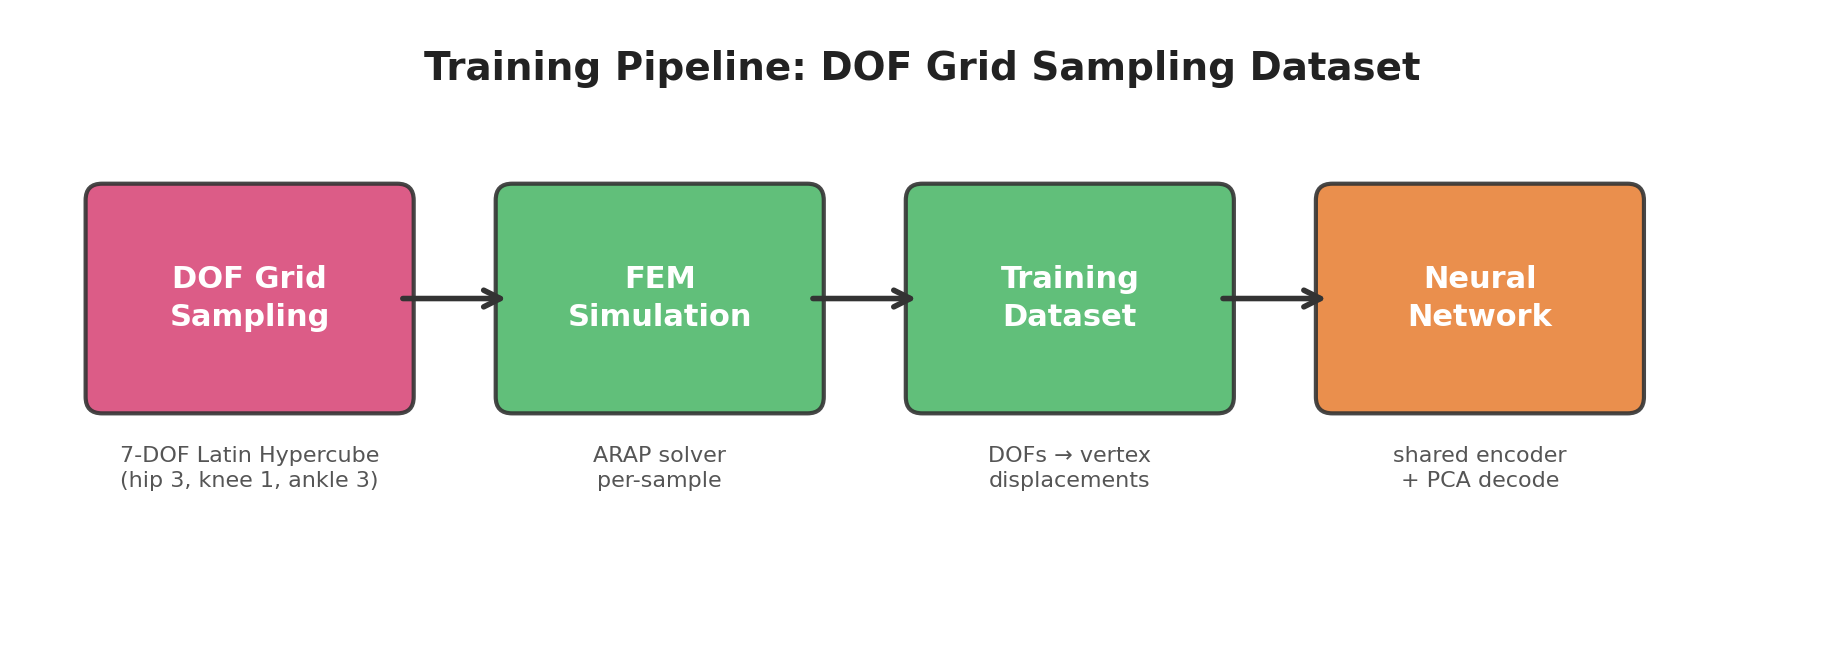 Training Pipeline: DOF Grid Sampling Dataset
DOF Grid
Sampling
FEM
Simulation
Training
Dataset
Neural
Network
7-DOF Latin Hypercube
(hip 3, knee 1, ankle 3)
ARAP solver
per-sample
DOFs → vertex
displacements
shared encoder
+ PCA decode